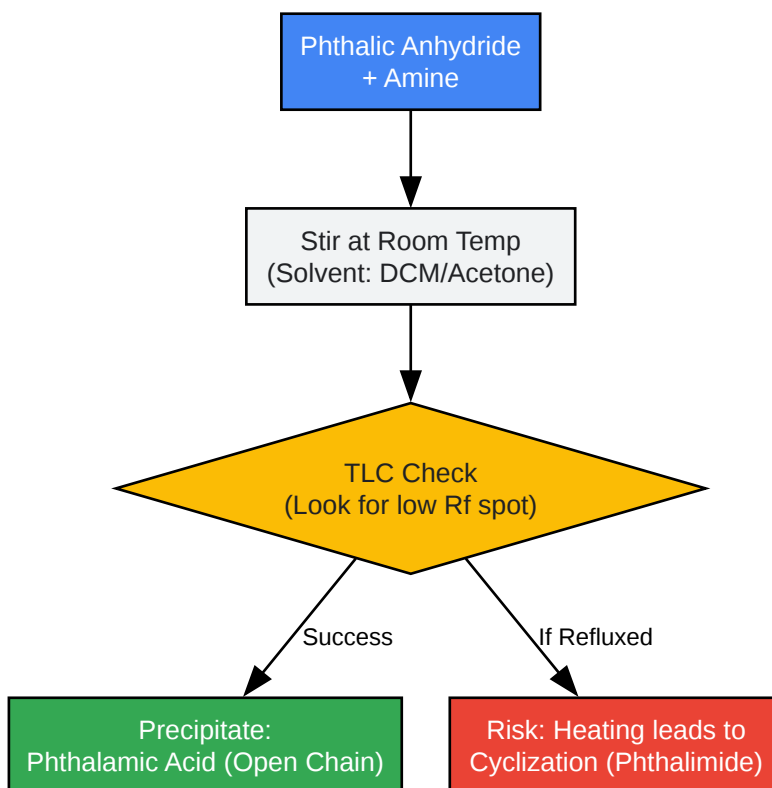 Phthalic Anhydride
+ Amine
Stir at Room Temp
(Solvent: DCM/Acetone)
TLC Check
(Look for low Rf spot)
Success
If Refluxed
Precipitate:
Phthalamic Acid (Open Chain)
Risk: Heating leads to
Cyclization (Phthalimide)